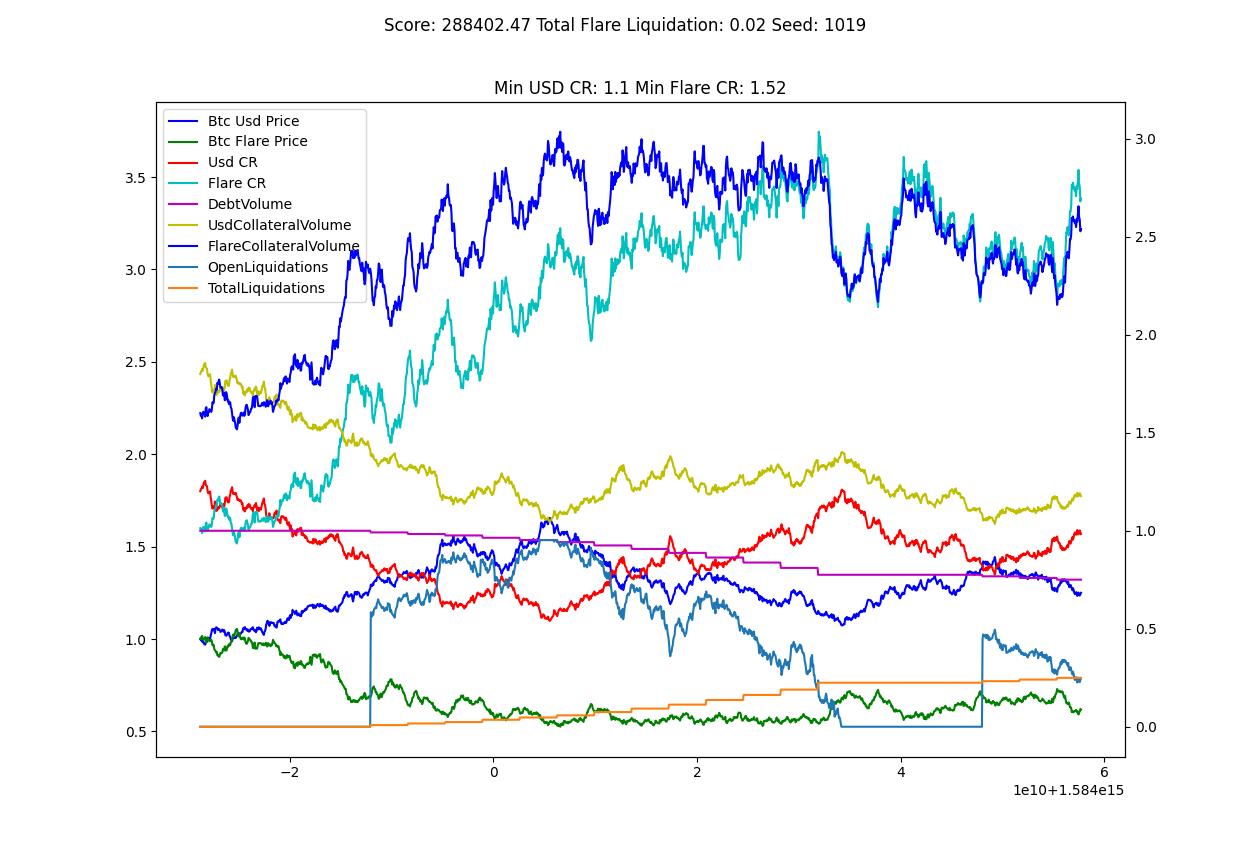 Score: 288402.47 Total Flare Liquidation: 0.02 Seed: 1019
Min USD CR: 1.1 Min Flare CR: 1.52
Btc Usd Price
Btc Flare Price
Usd CR
Flare CR
DebtVolume
UsdCollateralVolume
FlareCollateralVolume
OpenLiquidations
TotalLiquidations
3.5
3.0
2.5
2.0
1.5
1.0
0.5
3.0
2.5
2.0
1.5
1.0
0.5
0.0
−2 0 2 4 6
1e10+1.584e15